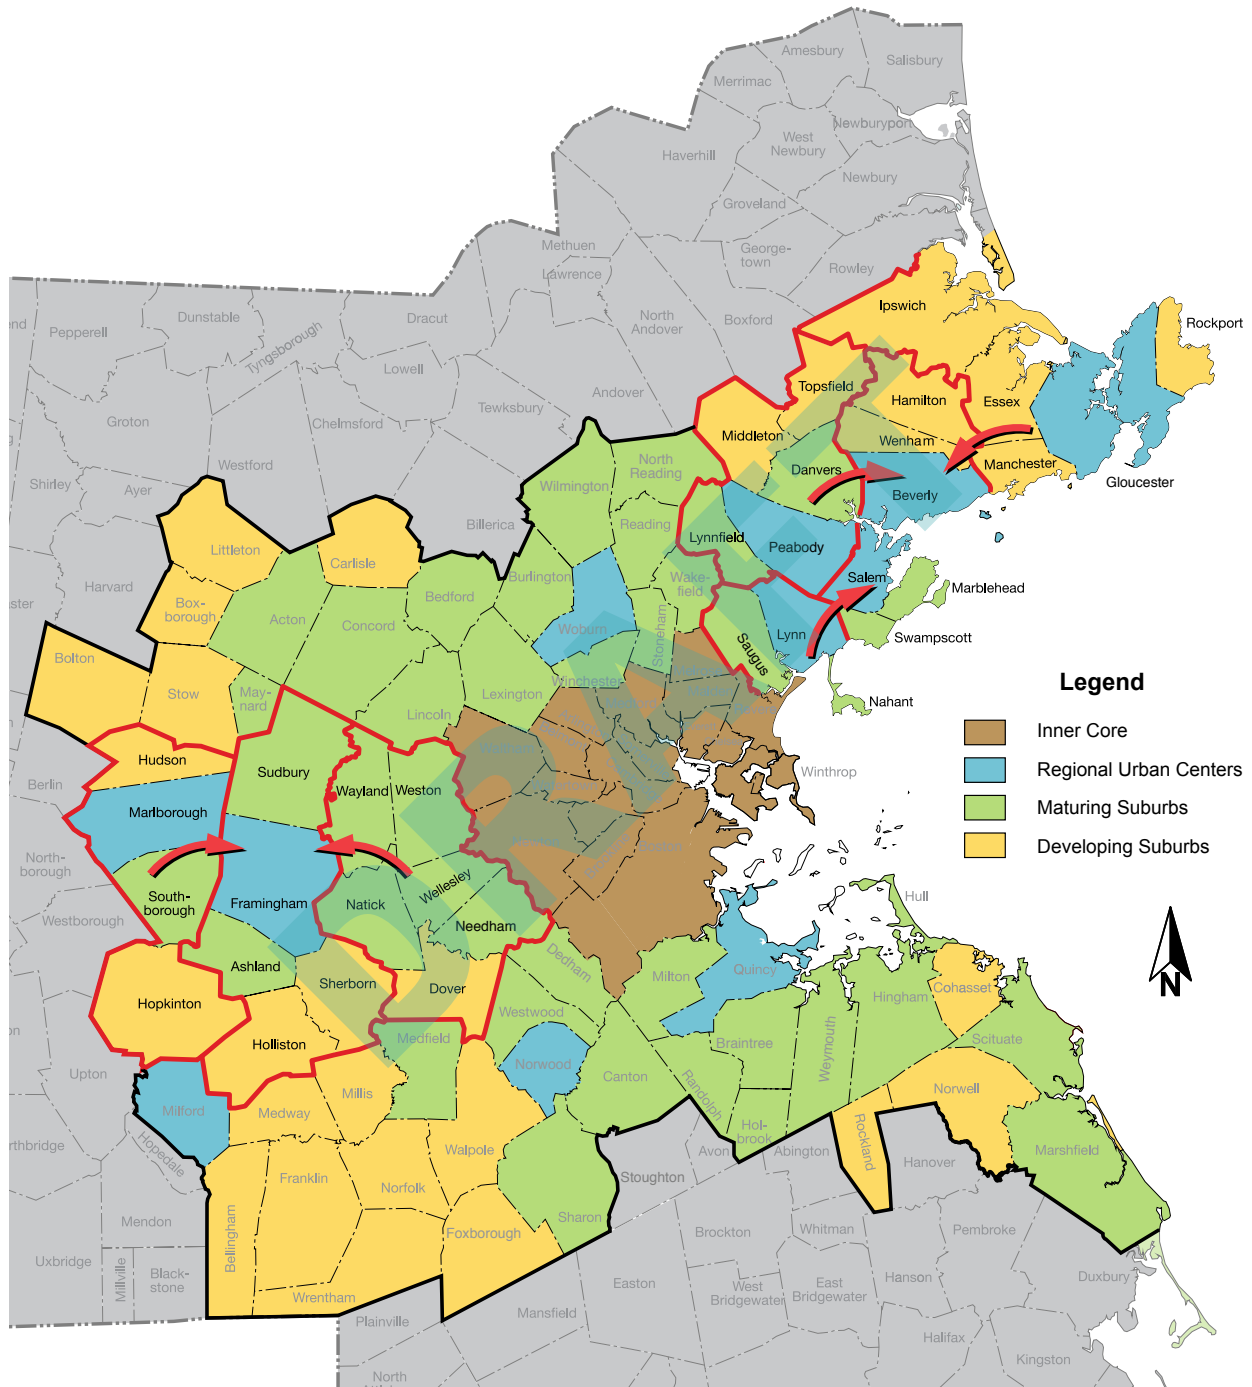 Amesbury
Salisbury
Merrimac
Newburyport
West
Newbury
Haverhill
Newbury
Groveland
George-
town
Methuen
Rowley
Lawrence
Ipswich
Dunstable
Dracut
North
Andover
Boxford
Rockport
Pepperell
Tyngsborough
Lowell
Andover
Topsfield
Hamilton
Essex
Tewksbury
Groton
Chelmsford
Middleton
Wenham
North
Reading
Danvers
Manchester
Westford
Wilmington
Shirley
Ayer
Beverly
Gloucester
Billerica
Reading
Lynnfield
Peabody
Littleton
Carlisle
Burlington
Wake-
field
Salem
Marblehead
Harvard
Box-
borough
Bedford
Acton
Concord
Woburn
Stoneham
Lynn
Swampscott
Saugus
Bolton
Winchester
Stow
May-
nard
Lexington
Nahant
Lincoln
Legend
Inner Core
Hudson
Sudbury
Winthrop
Regional Urban Centers
Berlin
Wayland
Weston
Marlborough
Maturing Suburbs
Developing Suburbs
North-
borough
Wellesley
Hull
South-
borough
Framingham
Natick
Westborough
Needham
Dedham
Ashland
Milton
Quincy
Sherborn
Dover
Cohasset
N
Hopkinton
Hingham
Westwood
Holliston
Medfield
Braintree
Weymouth
Scituate
Upton
Norwood
Canton
Randolph
Millis
Norwell
Milford
Medway
Hol-
brook
Hopedale
Rockland
Walpole
Avon
Abington
Marshfield
Hanover
Stoughton
Franklin
Norfolk
Mendon
Sharon
Bellingham
Foxborough
Brockton
Whitman
Pembroke
Uxbridge
Millville
Black-
stone
Easton
West
Bridgewater
East
Bridgewater
Hanson
Duxbury
Wrentham
Mansfield
Plainville
Halifax
Kingston
North